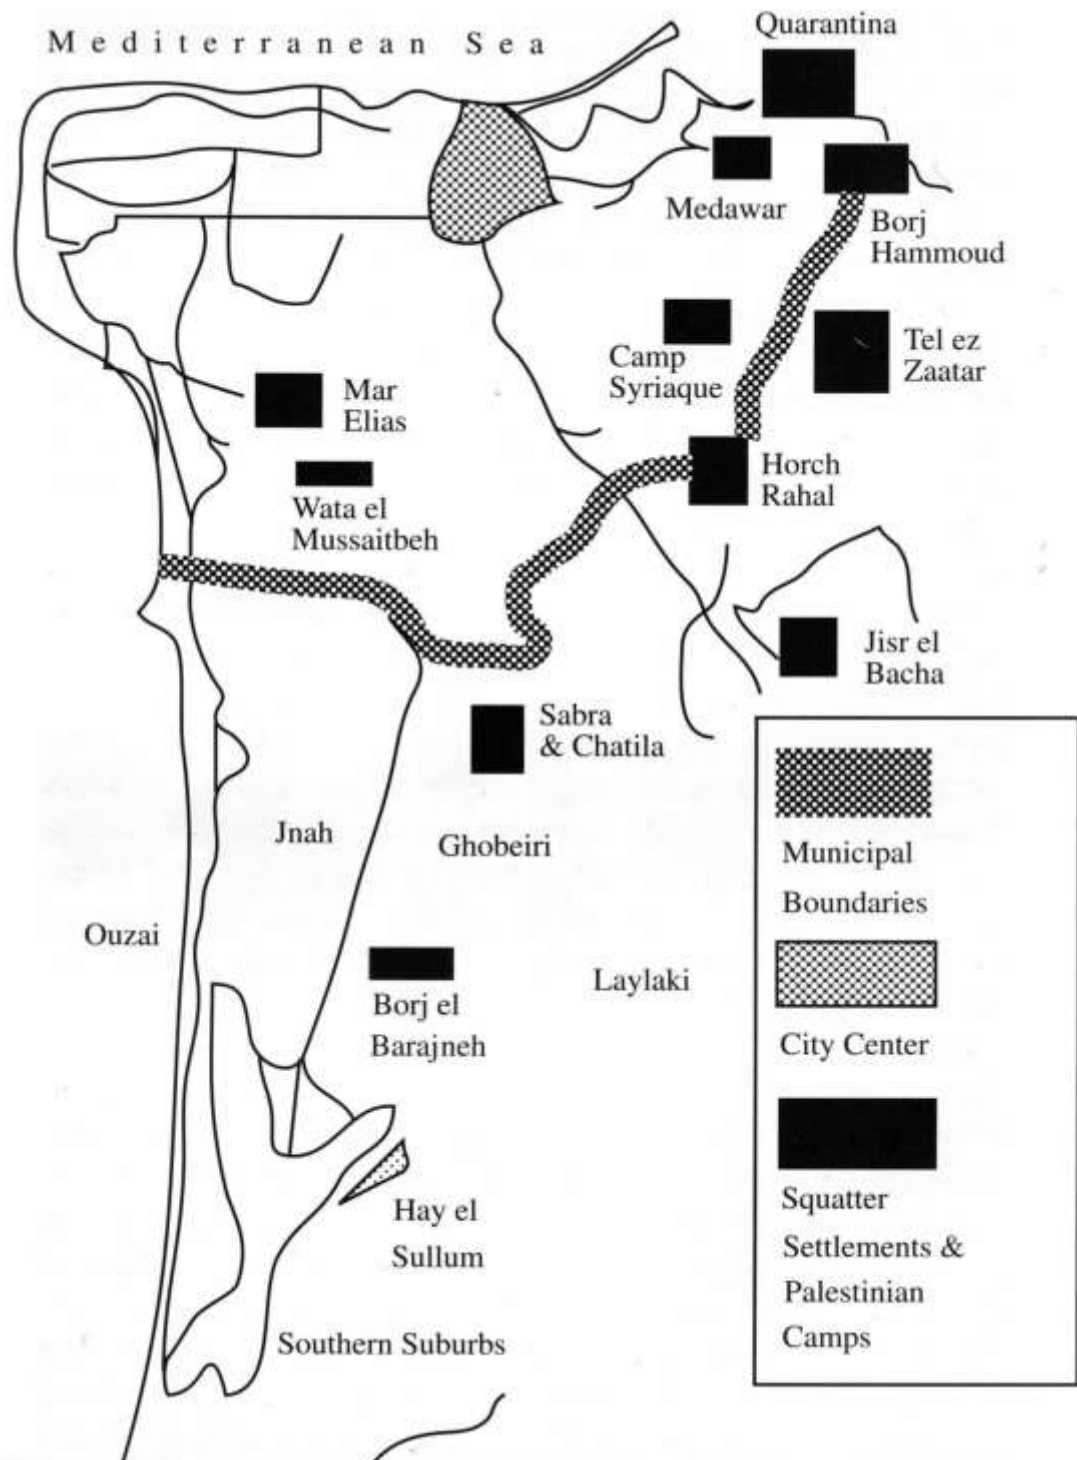 Mediterranean Sea
Quarantina
Medawar
Borj
Hammoud
Camp
Syriaque
Tel ez
Zaatar
Mar
Elias
Horch
Rahal
Wata el
Mussaitbeh
Jisr el
Bacha
Sabra
& Chatila
Jnah
Ghobeiri
Ouzai
Laylaki
Borj el
Barajneh
Hay el
Sullum
Southern Suburbs
Municipal
Boundaries
City Center
Squatter
Settlements &
Palestinian
Camps